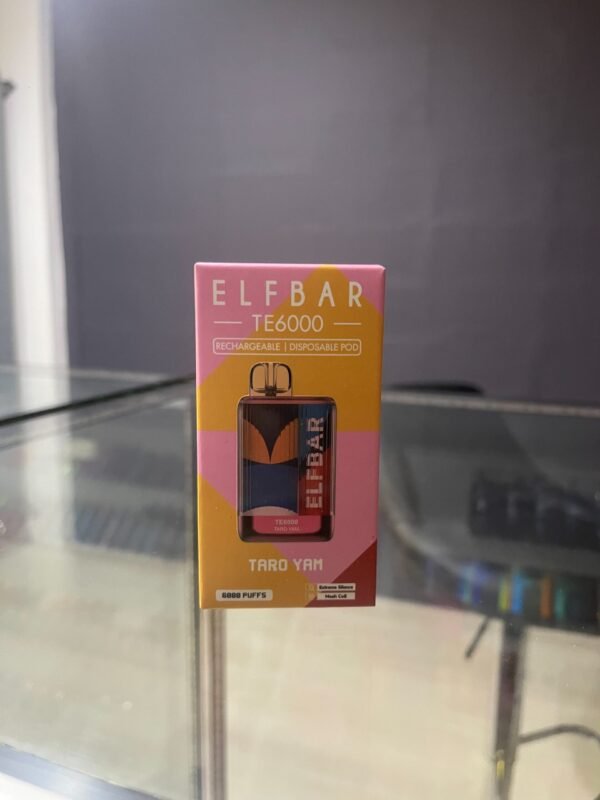 ELFBAR
TE6000
RECHARGEABLE | DISPOSABLE POD
ELFBAR
TE6000
TARO YAM
TARO YAM
6000 PUFFS
Extreme Silence
Mesh Coil